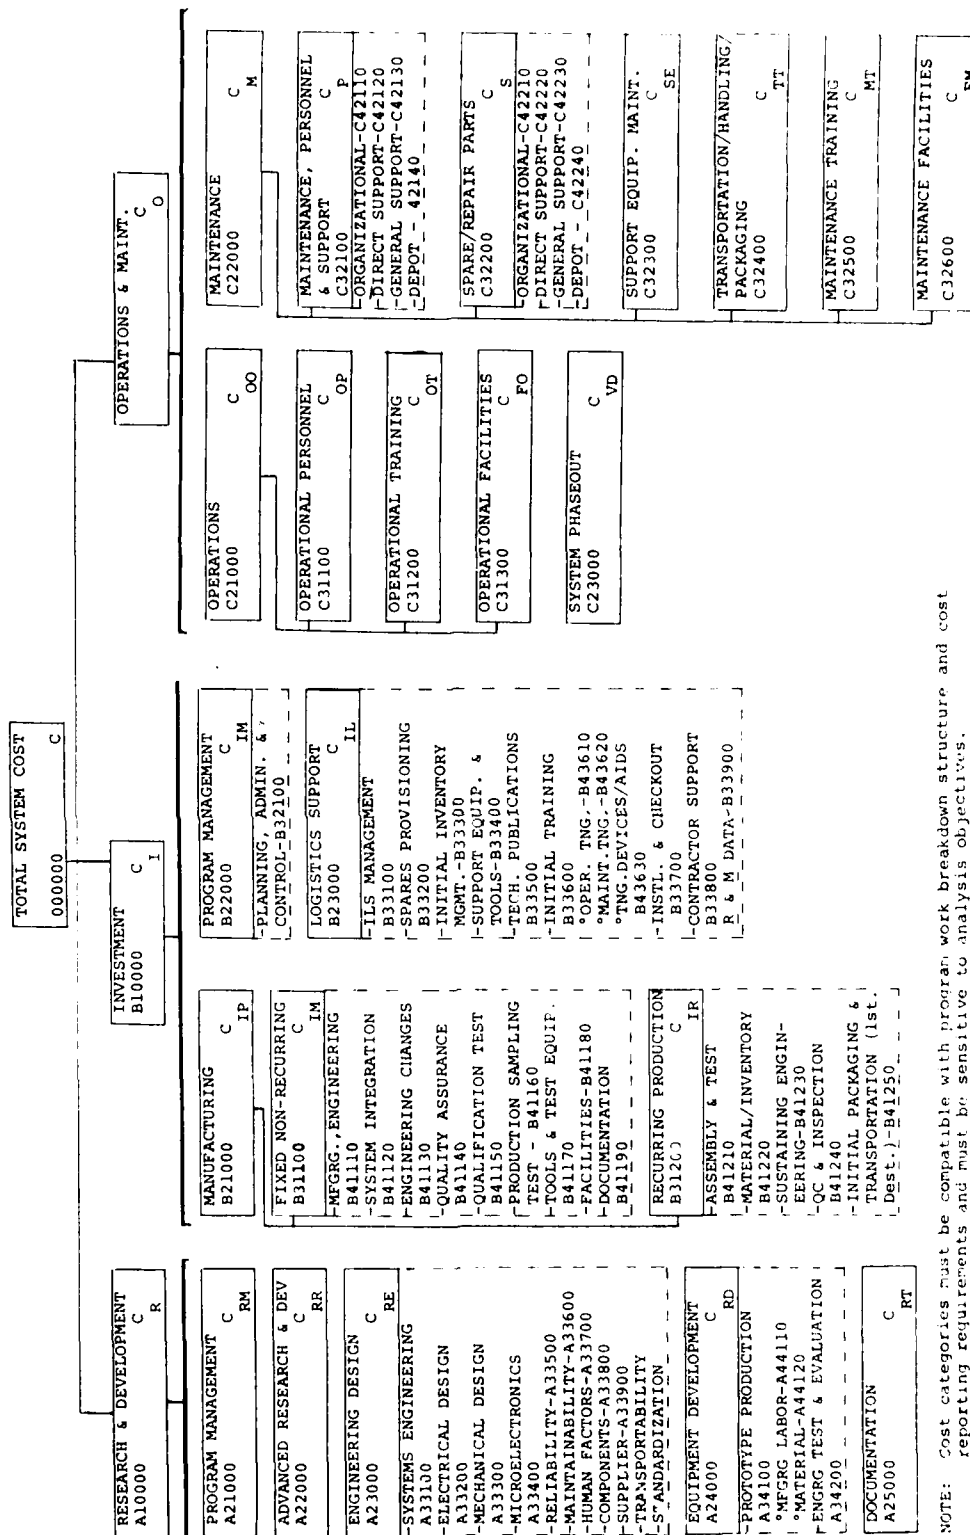 TOTAL SYSTEM COST
000000 C
RESEARCH & DEVELOPMENT
A10000 C R
PROGRAM MANAGEMENT
A21000 C RM
ADVANCED RESEARCH & DEV
A22000 C RR
ENGINEERING DESIGN
A23000 C RE
-SYSTEMS ENGINEERING
A33100
-ELECTRICAL DESIGN
A33200
-MECHANICAL DESIGN
A33300
-MICROELECTRONICS
A33400
-RELIABILITY-A33500
-MAINTAINABILITY-A33600
-HUMAN FACTORS-A33700
-COMPONENTS-A33800
-SUPPLIER-A33900
-TRANSPORTABILITY
STANDARDIZATION
EQUIPMENT DEVELOPMENT
A24000 C RD
-PROTOTYPE PRODUCTION
A34100
°MFGRG LABOR-A44110
°MATERIAL-A44120
-ENGRG TEST & EVALUATION
A34200
DOCUMENTATION
A25000 C RT
INVESTMENT
B10000 C I
MANUFACTURING
B21000 C IP
FIXED NON-RECURRING
B31100 C IM
-MFGRG.,ENGINEERING
B41110
-SYSTEM INTEGRATION
B41120
-ENGINEERING CHANGES
B41130
-QUALITY ASSURANCE
B41140
-QUALIFICATION TEST
B41150
-PRODUCTION SAMPLING
TEST - B41160
-TOOLS & TEST EQUIP.
B41170
-FACILITIES-B41180
-DOCUMENTATION
B41190
RECURRING PRODUCTION
B31200 C IR
-ASSEMBLY & TEST
B41210
-MATERIAL/INVENTORY
B41220
-SUSTAINING ENGIN-
EERING-B41230
-QC & INSPECTION
B41240
-INITIAL PACKAGING &
TRANSPORTATION (1st.
Dest.)-B41250
PROGRAM MANAGEMENT
B22000 C IM
-PLANNING, ADMIN. &
CONTROL-B32100
LOGISTICS SUPPORT
B23000 C IL
-ILS MANAGEMENT
B33100
-SPARES PROVISIONING
B33200
-INITIAL INVENTORY
MGMT.-B33300
-SUPPORT EQUIP. &
TOOLS-B33400
-TECH. PUBLICATIONS
B33500
-INITIAL TRAINING
B33600
°OPER. TNG.-B43610
°MAINT.TNG.-B43620
°TNG.DEVICES/AIDS
B43630
-INSTL. & CHECKOUT
B33700
-CONTRACTOR SUPPORT
B33800
R & M DATA-B33900
OPERATIONS & MAINT.
C O
OPERATIONS
C21000 C OO
OPERATIONAL PERSONNEL
C31100 C OP
OPERATIONAL TRAINING
C31200 C OT
OPERATIONAL FACILITIES
C31300 C FO
SYSTEM PHASEOUT
C23000 C VD
MAINTENANCE
C22000 C M
MAINTENANCE, PERSONNEL
& SUPPORT
C32100 C P
-ORGANIZATIONAL-C42110
-DIRECT SUPPORT-C42120
-GENERAL SUPPORT-C42130
-DEPOT - 42140
SPARE/REPAIR PARTS
C32200 C S
-ORGANIZATIONAL-C42210
-DIRECT SUPPORT-C42220
-GENERAL SUPPORT-C42230
-DEPOT - C42240
SUPPORT EQUIP. MAINT.
C32300 C SE
TRANSPORTATION/HANDLING/
PACKAGING
C32400 C TT
MAINTENANCE TRAINING
C32500 C MT
MAINTENANCE FACILITIES
C32600 C FM
NOTE: Cost categories must be compatible with program work breakdown structure and cost
reporting requirements and must be sensitive to analysis objectives.